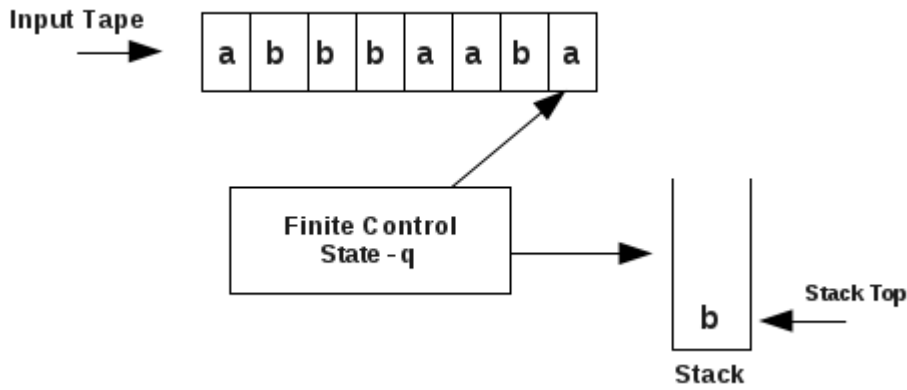 Input Tape
a b b b a a b a
Finite Control
State - q
Stack Top
b
Stack